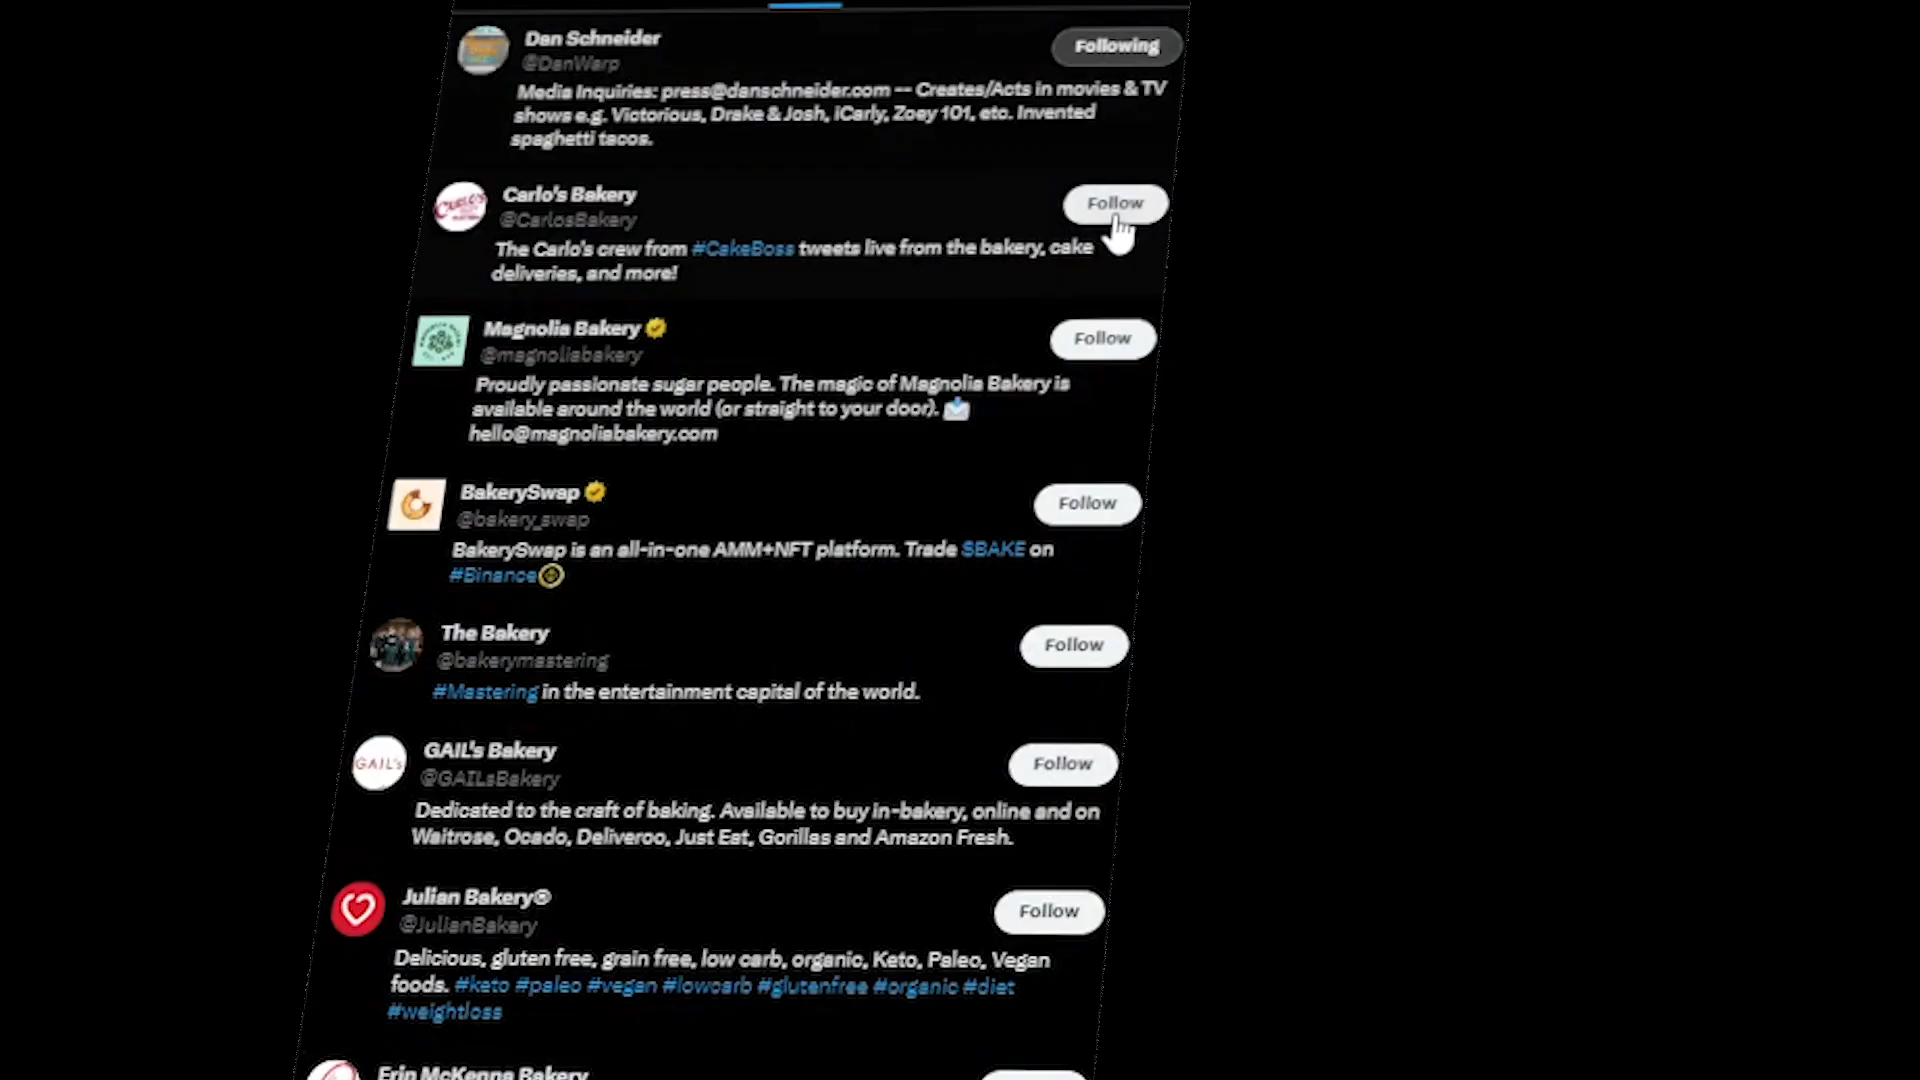 Dan Schneider
Following
@DanWarp
Media Inquiries: press@danschneider.com -- Creates/Acts in movies & TV
shows e.g. Victorious, Drake & Josh, iCarly, Zoey 101, etc. Invented
spaghetti tacos.
Carlo's Bakery
Follow
@CarlosBakery
The Carlo's crew from #CakeBoss tweets live from the bakery, cake
deliveries, and more!
Magnolia Bakery
Follow
@magnoliabakery
Proudly passionate sugar people. The magic of Magnolia Bakery is
available around the world (or straight to your door). 📩
hello@magnoliabakery.com
BakerySwap
Follow
@bakery_swap
BakerySwap is an all-in-one AMM+NFT platform. Trade $BAKE on
#Binance
The Bakery
Follow
@bakerymastering
#Mastering in the entertainment capital of the world.
GAIL's
GAIL's Bakery
Follow
@GAILsBakery
Dedicated to the craft of baking. Available to buy in-bakery, online and on
Waitrose, Ocado, Deliveroo, Just Eat, Gorillas and Amazon Fresh.
Julian Bakery®
Follow
@JulianBakery
Delicious, gluten free, grain free, low carb, organic, Keto, Paleo, Vegan
foods. #keto #paleo #vegan #lowcarb #glutenfree #organic #diet
#weightloss
Erin McKenna Bakery